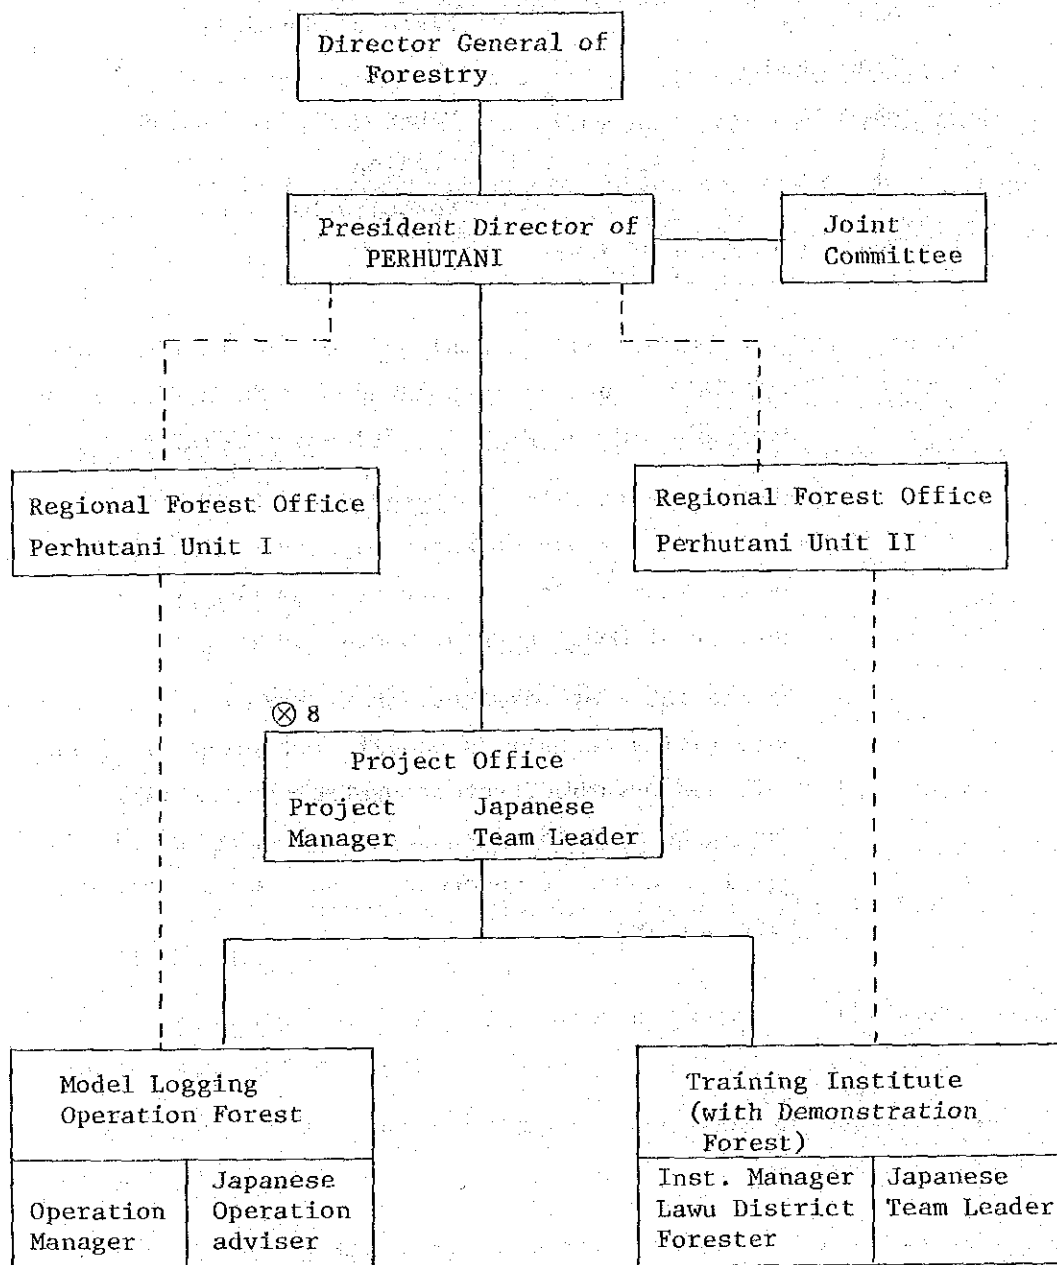 Director General of
Forestry
President Director of
PERHUTANI
Joint
Committee
Regional Forest Office
Perhutani Unit I
Regional Forest Office
Perhutani Unit II
⊗ 8
Project Office
Project
Manager
Japanese
Team Leader
Model Logging
Operation Forest
Operation
Manager
Japanese
Operation
adviser
Training Institute
(with Demonstration
Forest)
Inst. Manager
Lawu District
Forester
Japanese
Team Leader